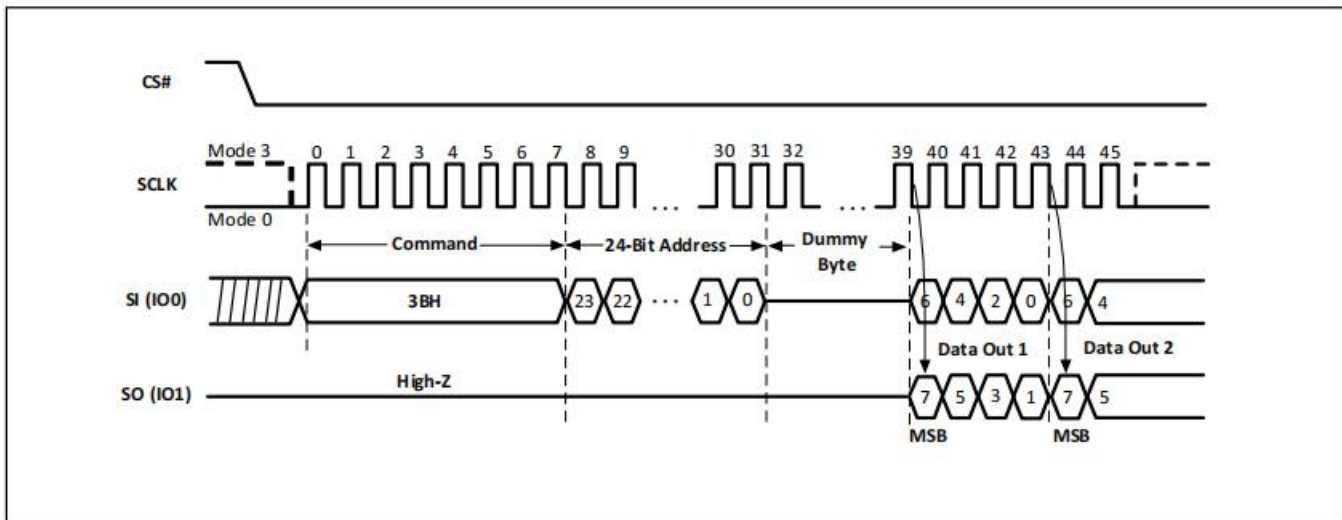 CS#
Mode 3
0 1 2 3 4 5 6 7 8 9 30 31 32 39 40 41 42 43 44 45
SCLK
... ...
Mode 0
Command 24-Bit Address Dummy
Byte
SI (IO0) 3BH 23 22 ... 1 0 6 4 2 0 6 4
Data Out 1 Data Out 2
High-Z
SO (IO1) 7 5 3 1 7 5
MSB MSB